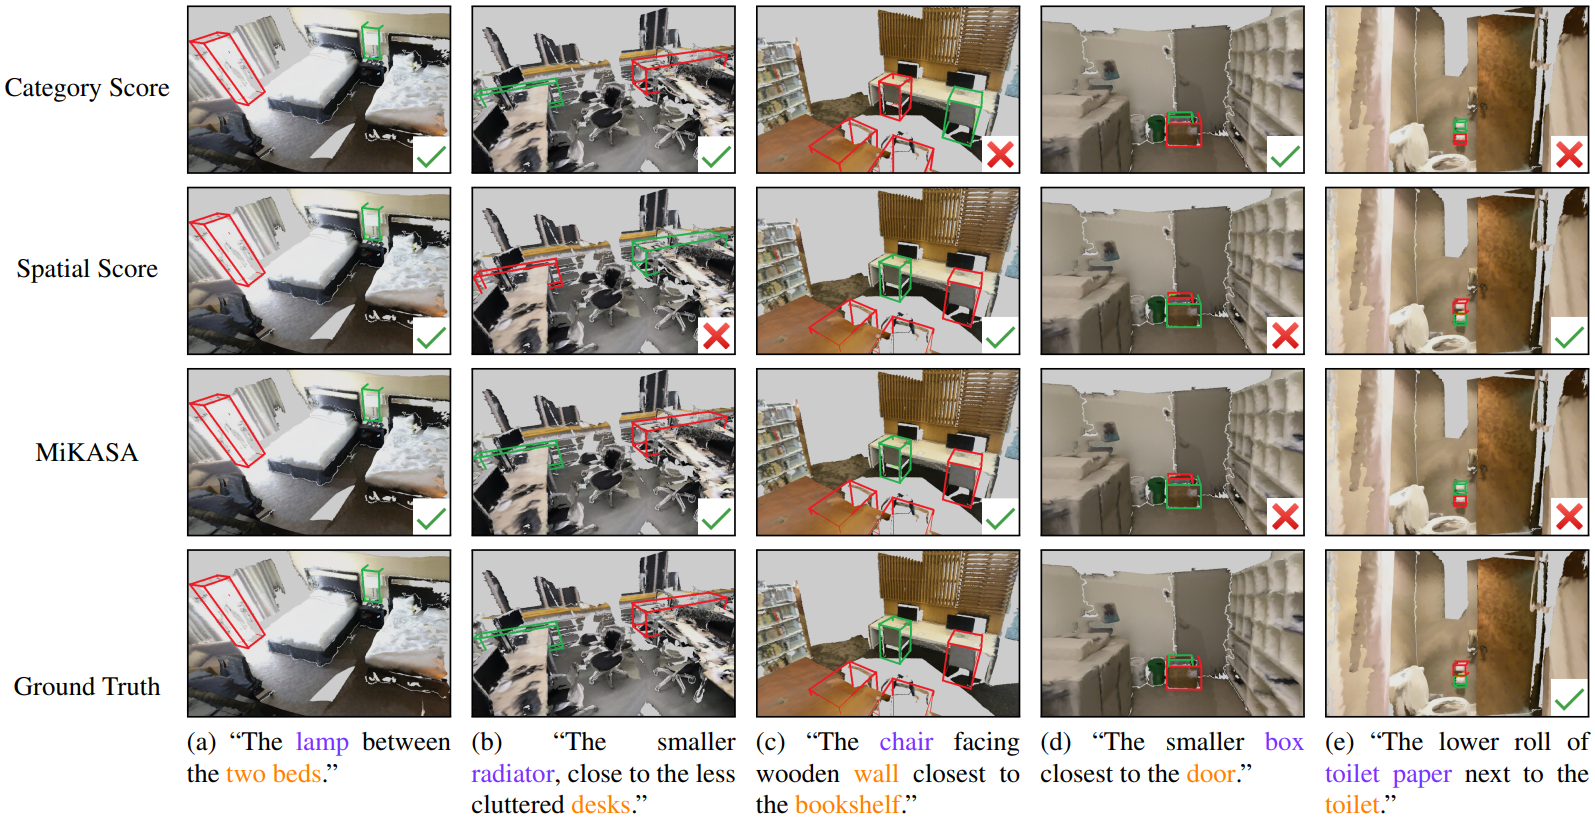 Category Score
Spatial Score
MiKASA
Ground Truth
(a) “The lamp between
the two beds.”
(b) “The smaller
radiator, close to the less
cluttered desks.”
(c) “The chair facing
wooden wall closest to
the bookshelf.”
(d) “The smaller box
closest to the door.”
(e) “The lower roll of
toilet paper next to the
toilet.”